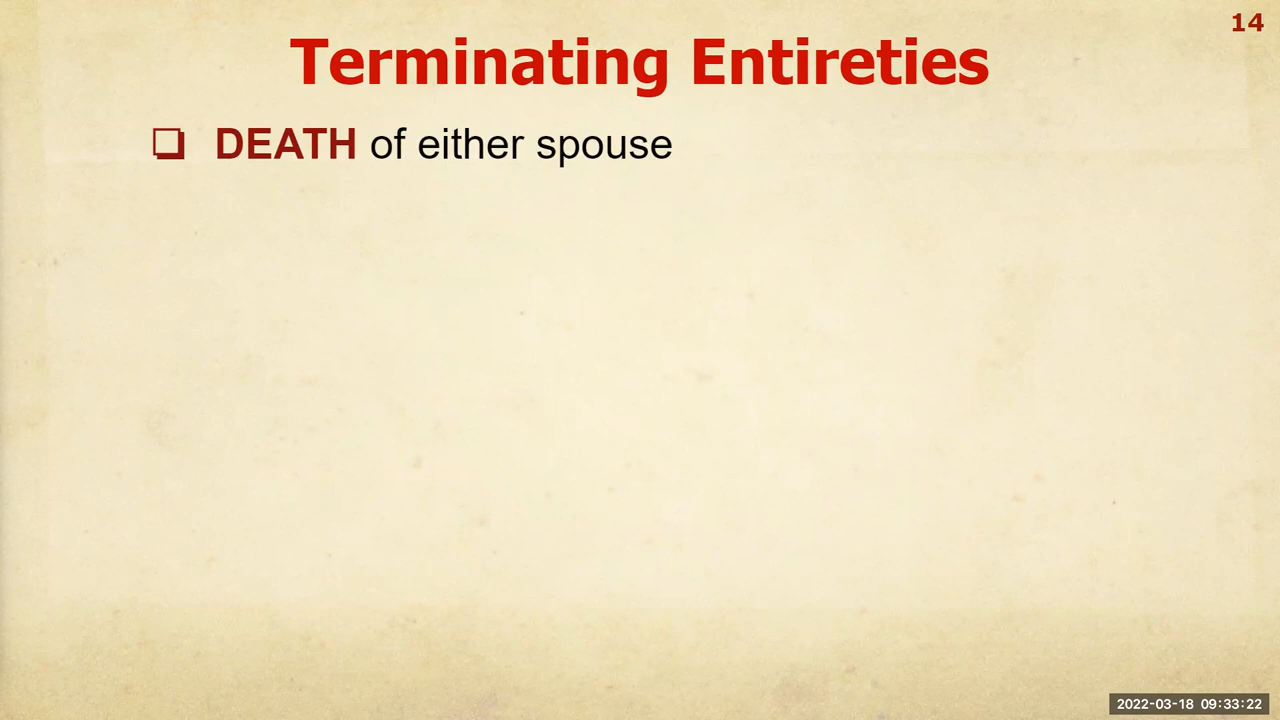 14
Terminating Entireties
❑ DEATH of either spouse
2022-03-18 09:33:22